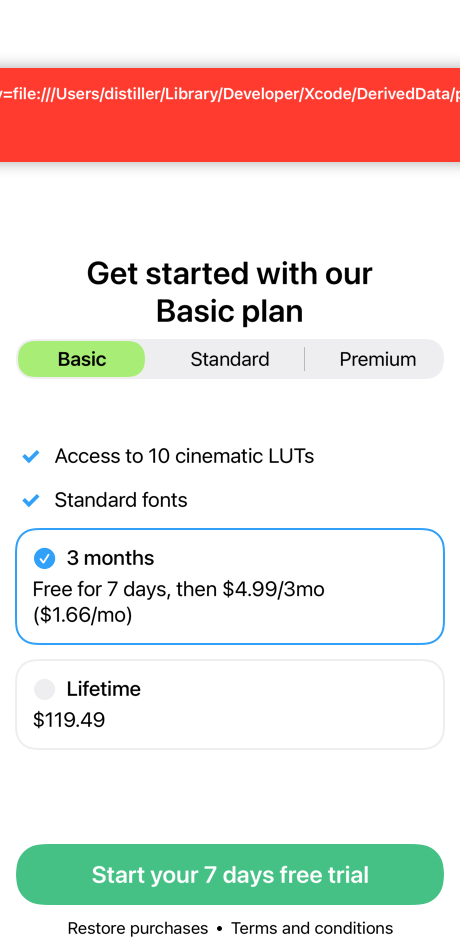 =file:///Users/distiller/Library/Developer/Xcode/DerivedData/
Get started with our
Basic plan
Basic
Standard
Premium
Access to 10 cinematic LUTs
Standard fonts
3 months
Free for 7 days, then $4.99/3mo
($1.66/mo)
Lifetime
$119.49
Start your 7 days free trial
Restore purchases • Terms and conditions